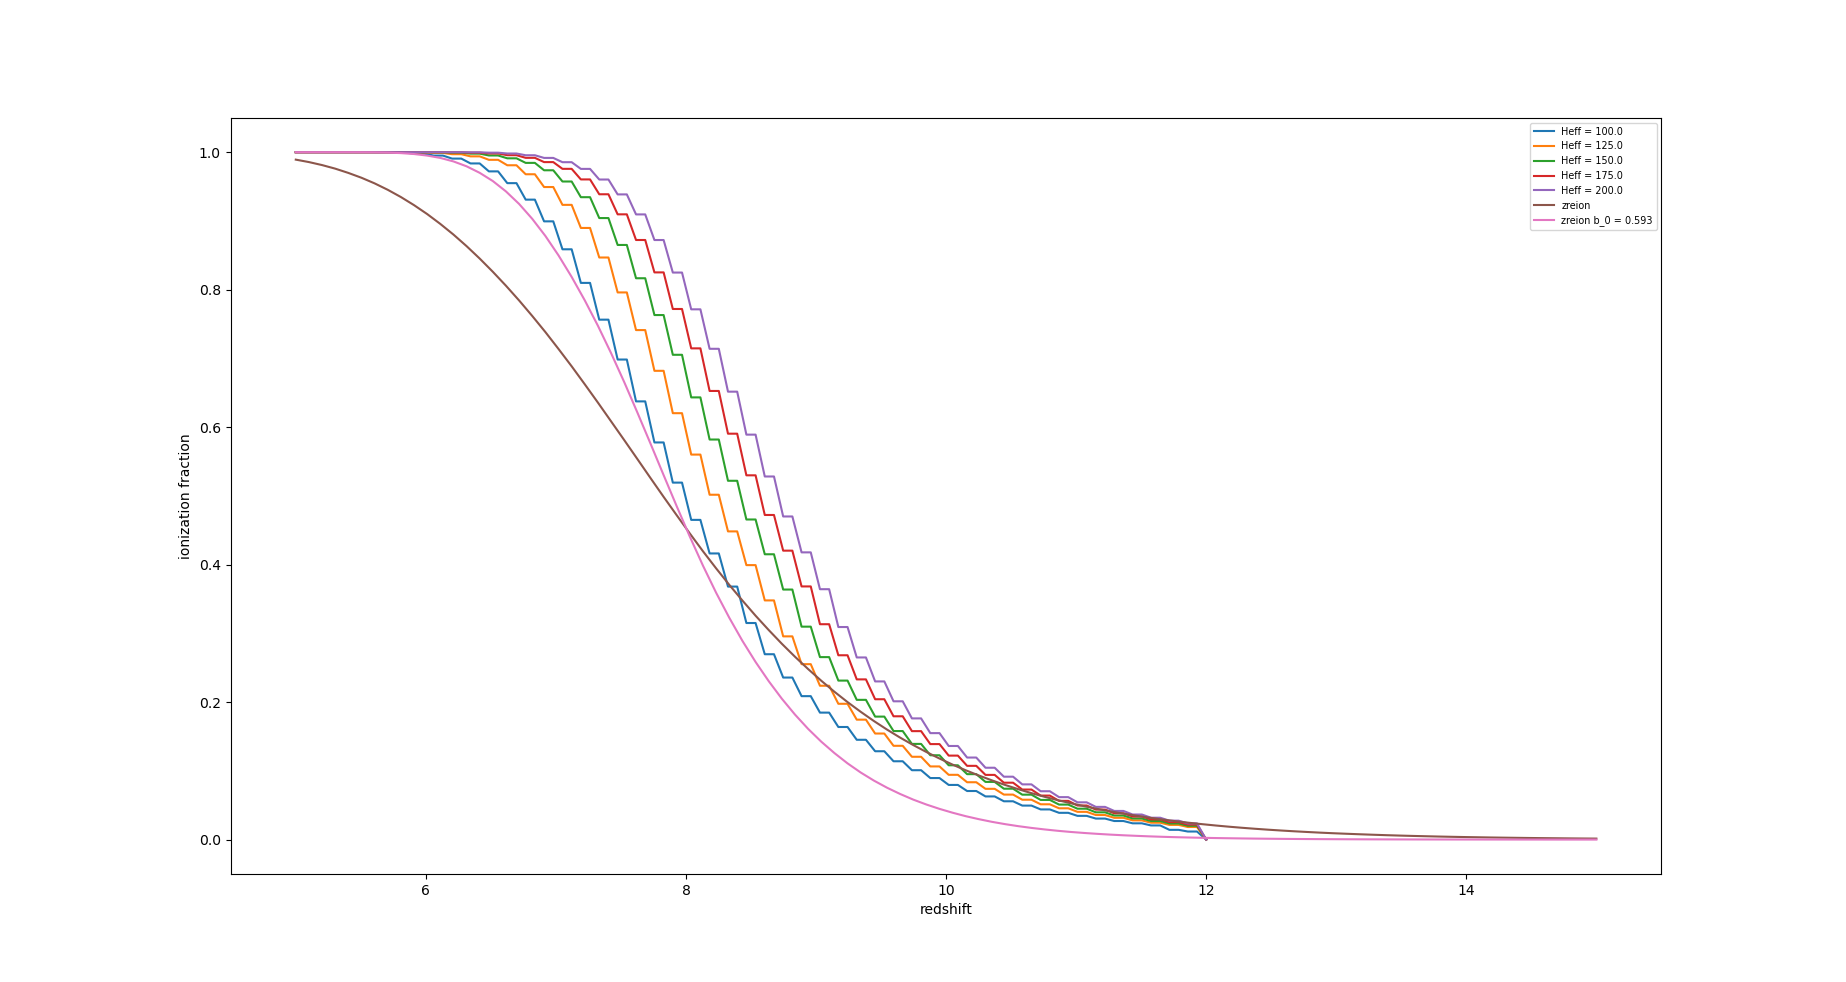 1.0
0.8
0.6
0.4
0.2
0.0
ionization fraction
6
8
10
12
14
redshift
Heff = 100.0
Heff = 125.0
Heff = 150.0
Heff = 175.0
Heff = 200.0
zreion
zreion b_0 = 0.593